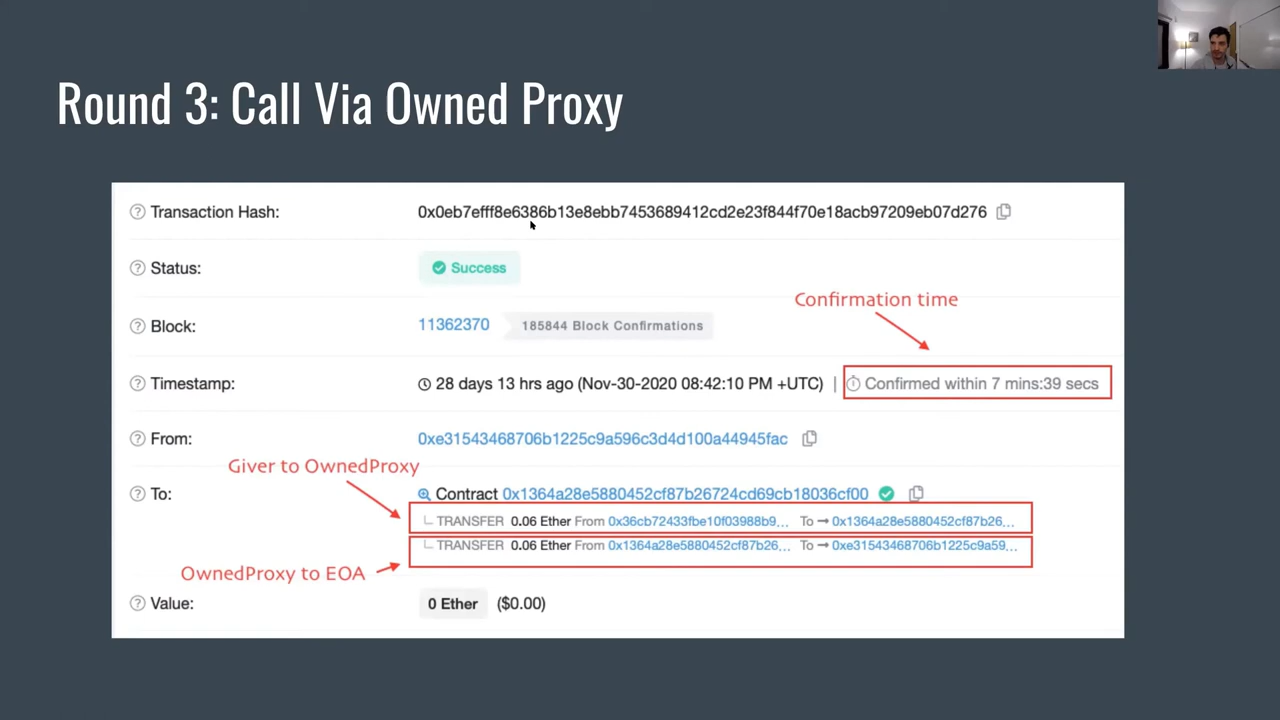 Round 3: Call Via Owned Proxy
Transaction Hash: 0x0eb7efff8e6386b13e8ebb7453689412cd2e23f844f70e18acb97209eb07d276
Status: Success
Confirmation time
Block: 11362370 185844 Block Confirmations
Timestamp: 28 days 13 hrs ago (Nov-30-2020 08:42:10 PM +UTC) | Confirmed within 7 mins:39 secs
From: 0xe31543468706b1225c9a596c3d4d100a44945fac
Giver to OwnedProxy
To: Contract 0x1364a28e5880452cf87b26724cd69cb18036cf00
TRANSFER 0.06 Ether From 0x36cb72433fbe10f03988b9... To → 0x1364a28e5880452cf87b26...
TRANSFER 0.06 Ether From 0x1364a28e5880452cf87b26... To → 0xe31543468706b1225c9a59...
OwnedProxy to EOA
Value: 0 Ether ($0.00)